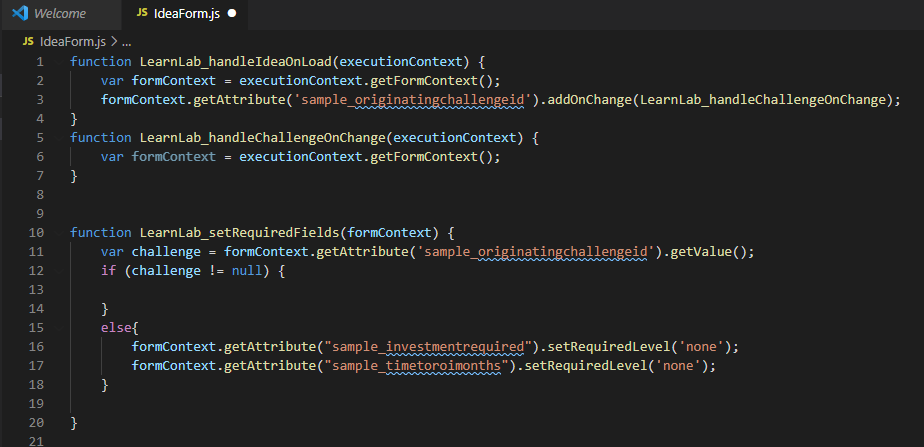 Welcome
JS IdeaForm.js ●
JS IdeaForm.js > ...
1 function LearnLab_handleIdeaOnLoad(executionContext) {
2     var formContext = executionContext.getFormContext();
3     formContext.getAttribute('sample_originatingchallengeid').addOnChange(LearnLab_handleChallengeOnChange);
4 }
5 function LearnLab_handleChallengeOnChange(executionContext) {
6     var formContext = executionContext.getFormContext();
7 }
8
9
10 function LearnLab_setRequiredFields(formContext) {
11     var challenge = formContext.getAttribute('sample_originatingchallengeid').getValue();
12     if (challenge != null) {
13
14     }
15     else{
16         formContext.getAttribute("sample_investmentrequired").setRequiredLevel('none');
17         formContext.getAttribute("sample_timetoroimonths").setRequiredLevel('none');
18     }
19
20 }
21